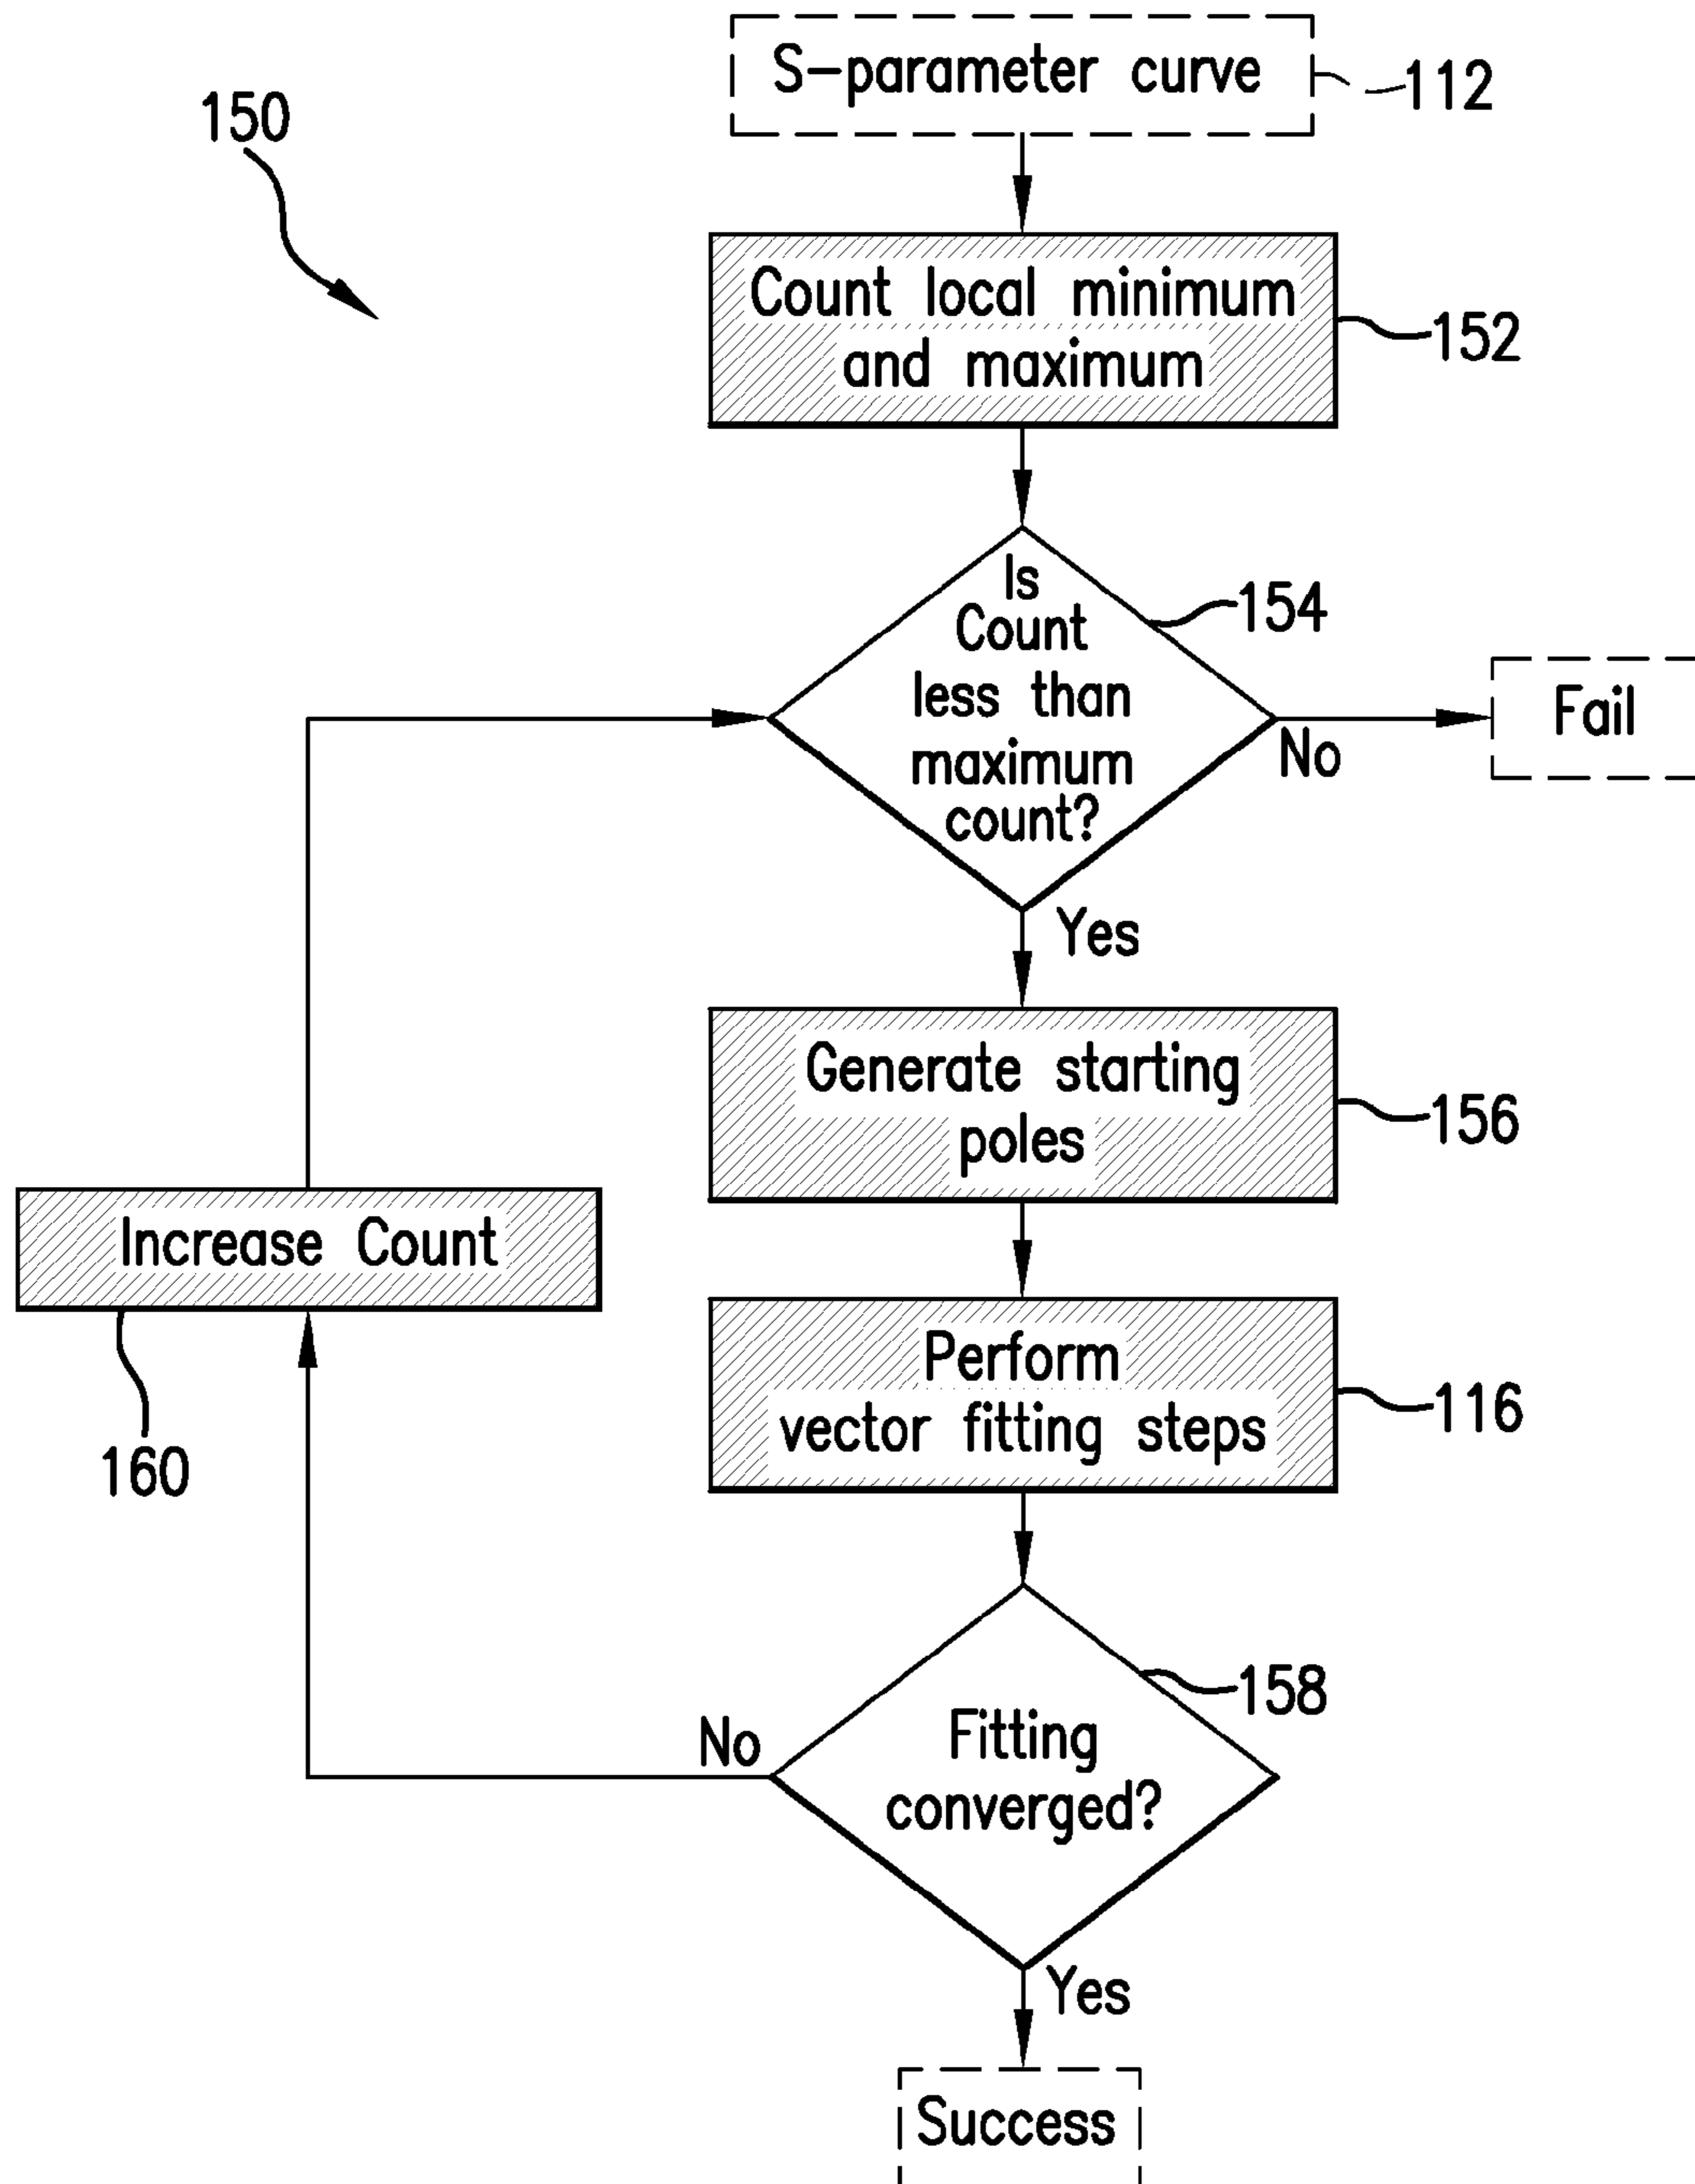 S-parameter curve
112
150
Count local minimum
and maximum
152
Is
Count
less than
maximum
count?
154
No
Fail
Yes
Generate starting
poles
156
Increase Count
160
Perform
vector fitting steps
116
Fitting
converged?
158
No
Yes
Success